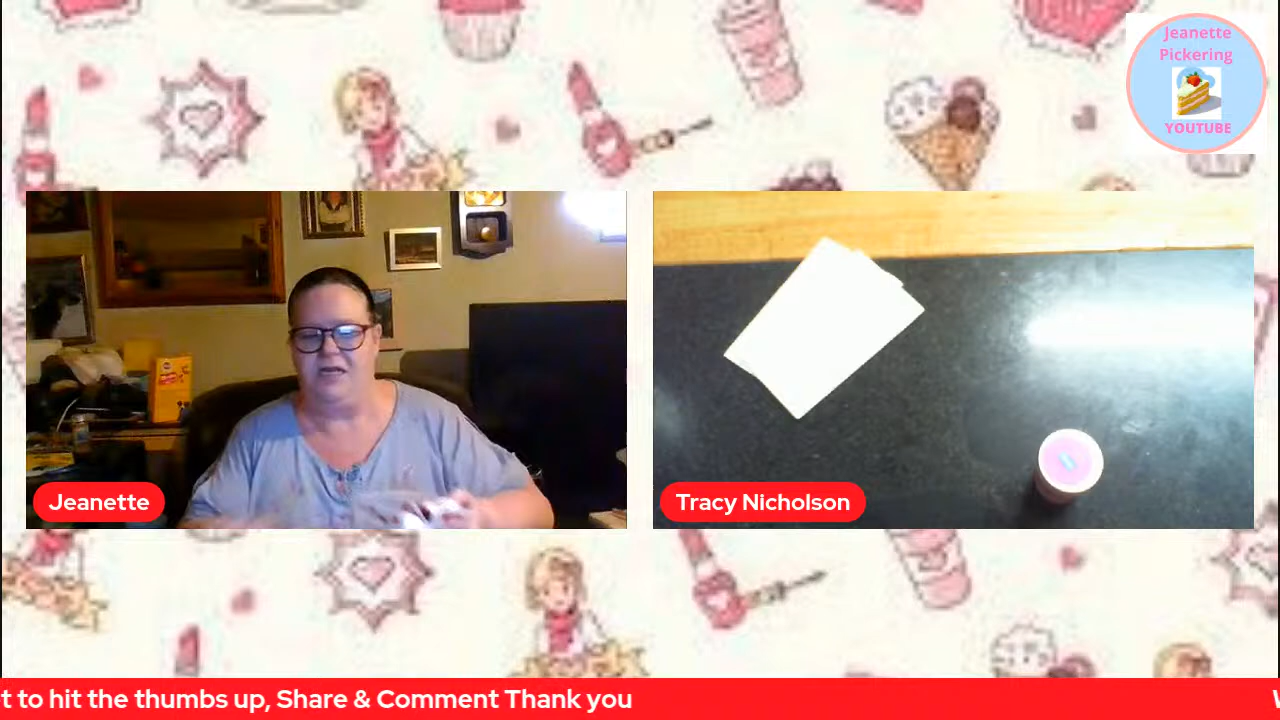 Jeanette
Pickering
YOUTUBE
Jeanette
Tracy Nicholson
t to hit the thumbs up, Share & Comment Thank you